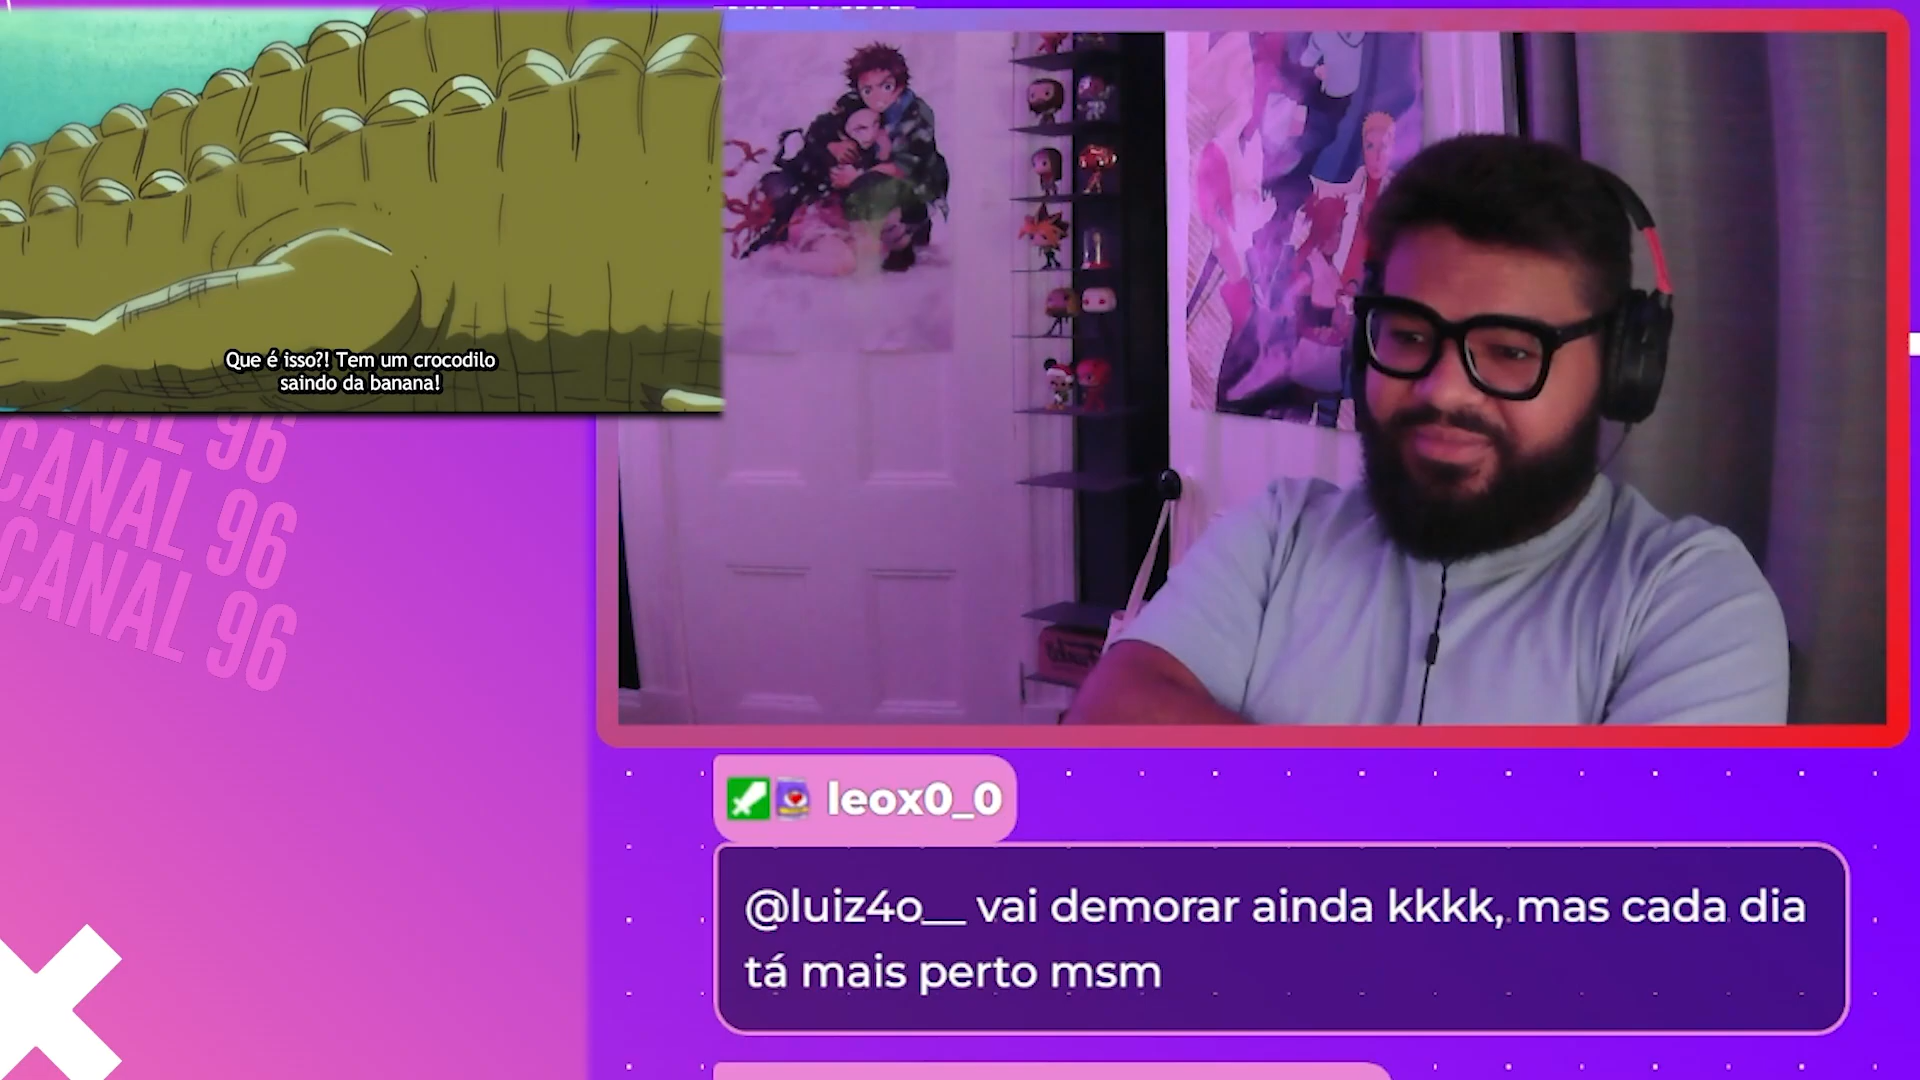 Que é isso?! Tem um crocodilo
saindo da banana!
CANAL 96
CANAL 96
CANAL 96
leox0_0
@luiz4o__ vai demorar ainda kkkk, mas cada dia
tá mais perto msm